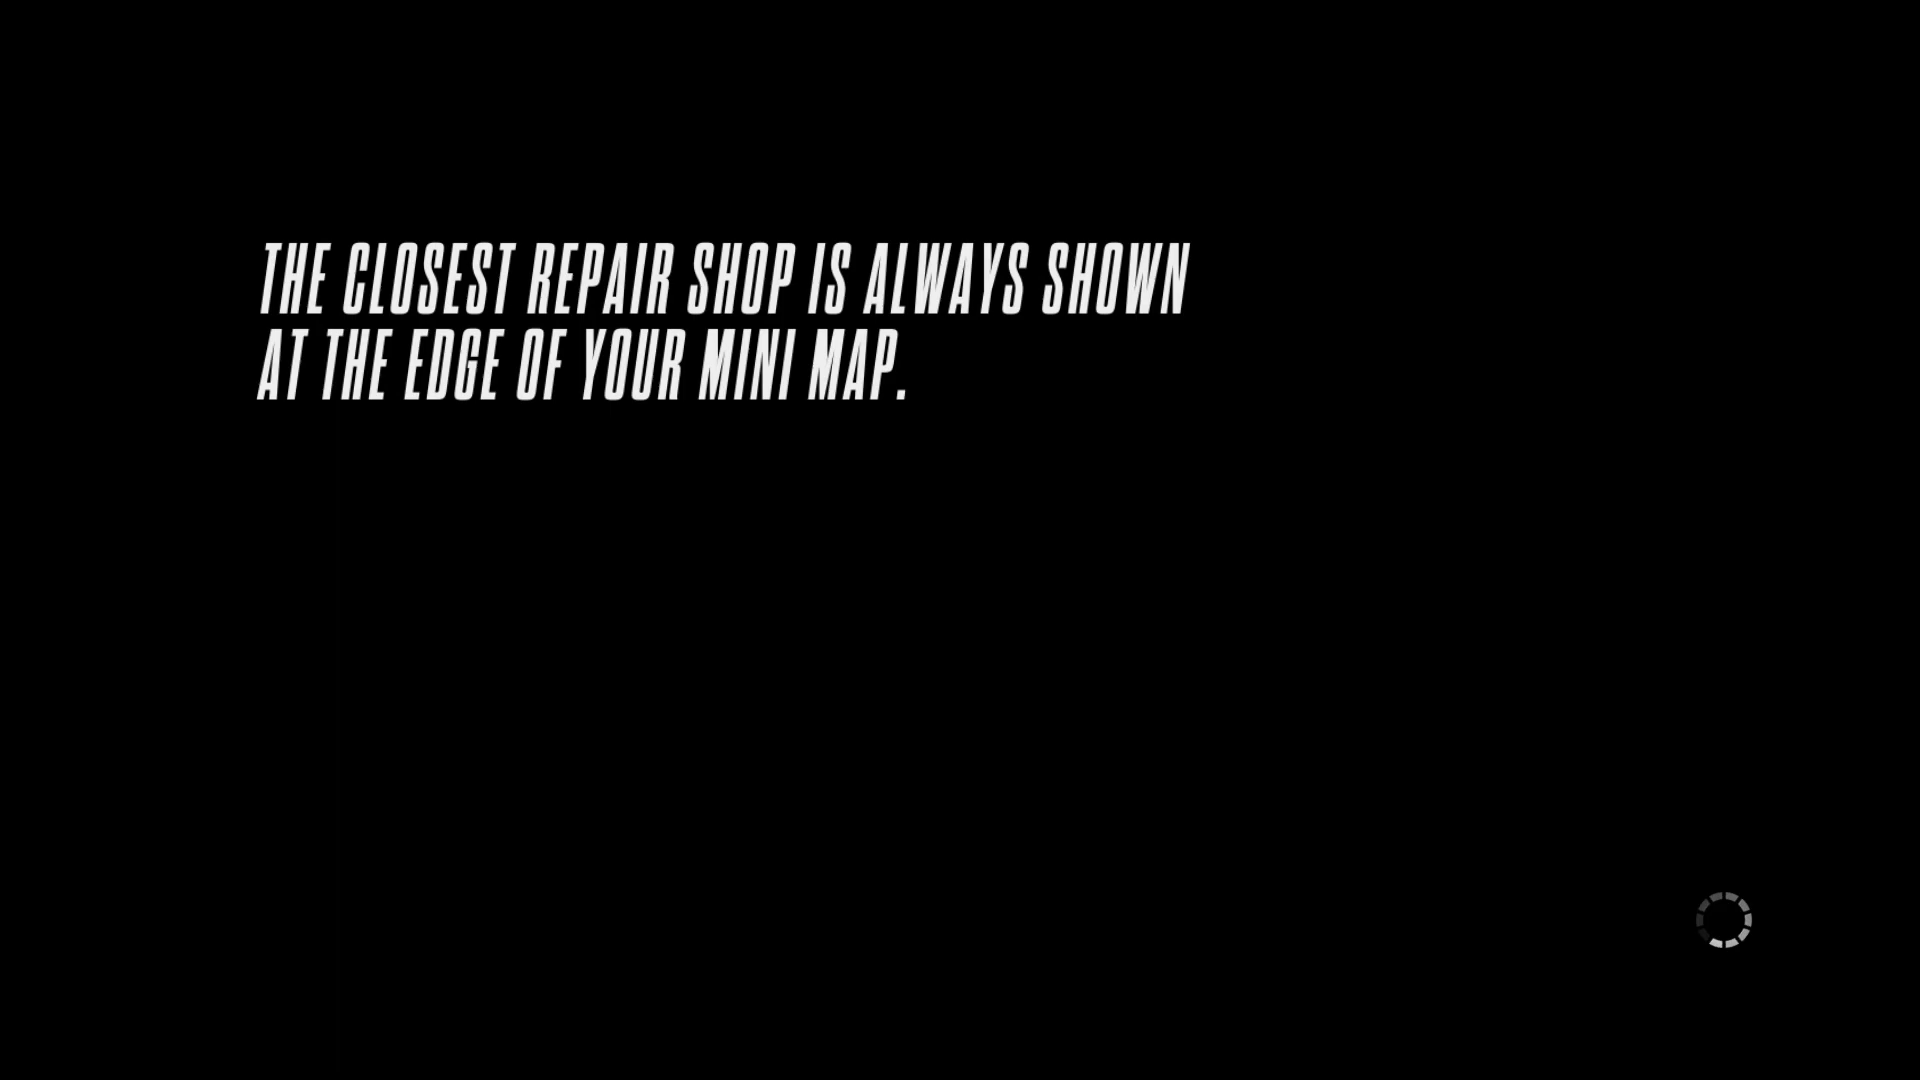 THE CLOSEST REPAIR SHOP IS ALWAYS SHOWN
AT THE EDGE OF YOUR MINI MAP.